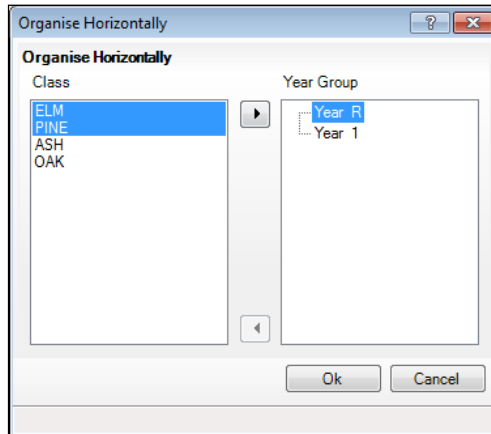 Organise Horizontally
?
Organise Horizontally
Class
Year Group
ELM
PINE
ASH
OAK
Year R
Year 1
Ok
Cancel